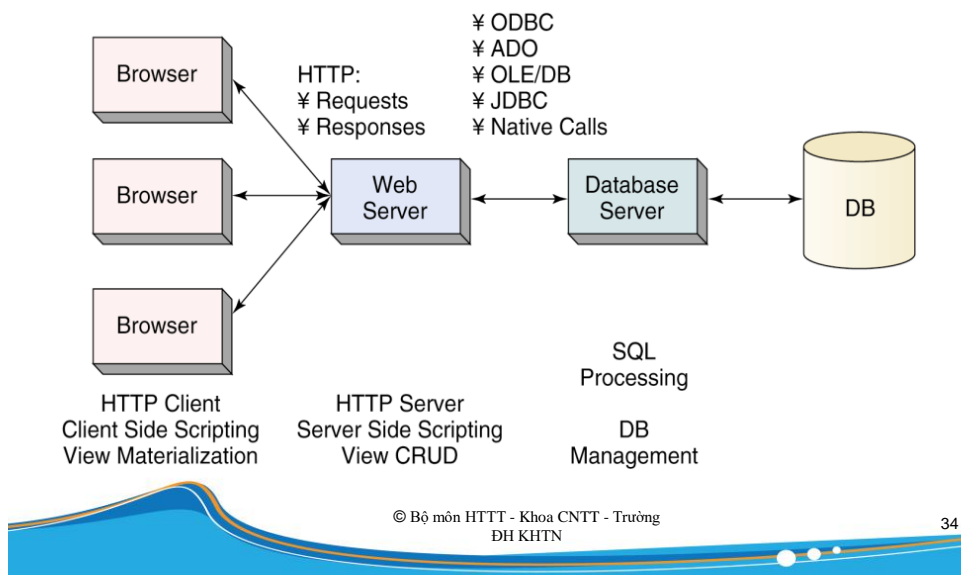 ¥ ODBC
¥ ADO
¥ OLE/DB
¥ JDBC
¥ Native Calls
HTTP:
¥ Requests
¥ Responses
Browser
Browser
Browser
Web
Server
Database
Server
DB
HTTP Client
Client Side Scripting
View Materialization
HTTP Server
Server Side Scripting
View CRUD
SQL
Processing
DB
Management
© Bộ môn HTTT - Khoa CNTT - Trường
ĐH KHTN
34